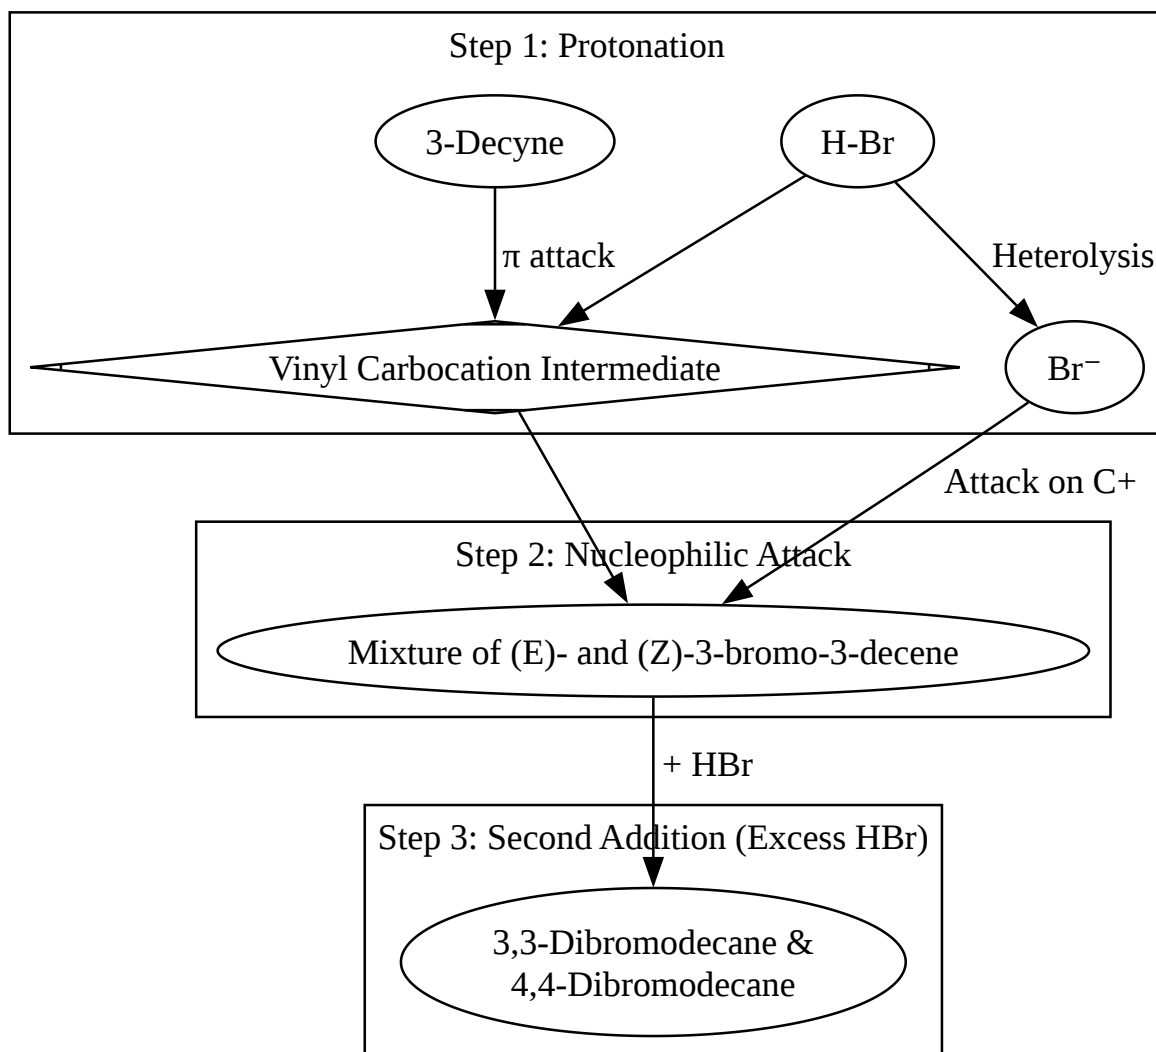 Step 1: Protonation
3-Decyne
H-Br
π attack
Heterolysis
Vinyl Carbocation Intermediate
Br⁻
Attack on C+
Step 2: Nucleophilic Attack
Mixture of (E)- and (Z)-3-bromo-3-decene
+ HBr
Step 3: Second Addition (Excess HBr)
3,3-Dibromodecane &
4,4-Dibromodecane